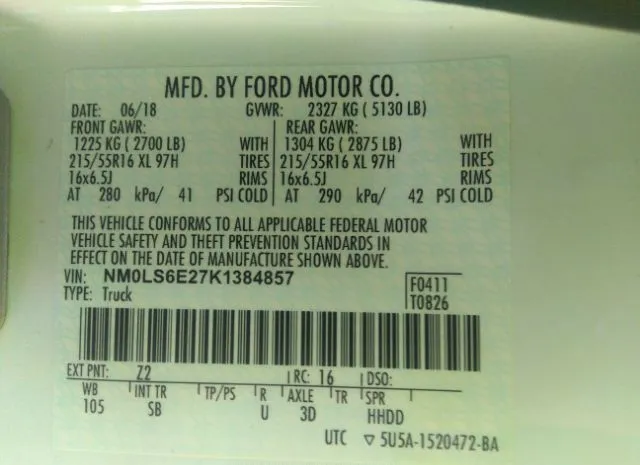 MFD. BY FORD MOTOR CO.
DATE: 06/18 GVWR: 2327 KG ( 5130 LB)
FRONT GAWR: REAR GAWR:
1225 KG ( 2700 LB) WITH 1304 KG ( 2875 LB) WITH
215/55R16 XL 97H TIRES 215/55R16 XL 97H TIRES
16x6.5J RIMS 16x6.5J RIMS
AT 280 kPa/ 41 PSI COLD AT 290 kPa/ 42 PSI COLD
THIS VEHICLE CONFORMS TO ALL APPLICABLE FEDERAL MOTOR
VEHICLE SAFETY AND THEFT PREVENTION STANDARDS IN
EFFECT ON THE DATE OF MANUFACTURE SHOWN ABOVE.
VIN: NM0LS6E27K1384857 F0411
TYPE: Truck T0826
EXT PNT: Z2 RC: 16 DSO:
WB INT TR TP/PS R AXLE TR SPR
105 SB U 3D HHDD
UTC ▽ 5U5A-1520472-BA